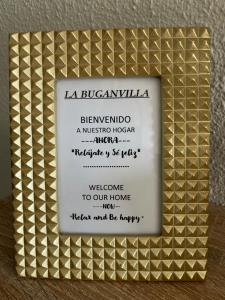 LA BUGANVILLA
BIENVENIDO
A NUESTRO HOGAR
----AHORA----
*Relájate y Sé feliz*
---------------
WELCOME
TO OUR HOME
----NOW--
*Relax and Be happy*